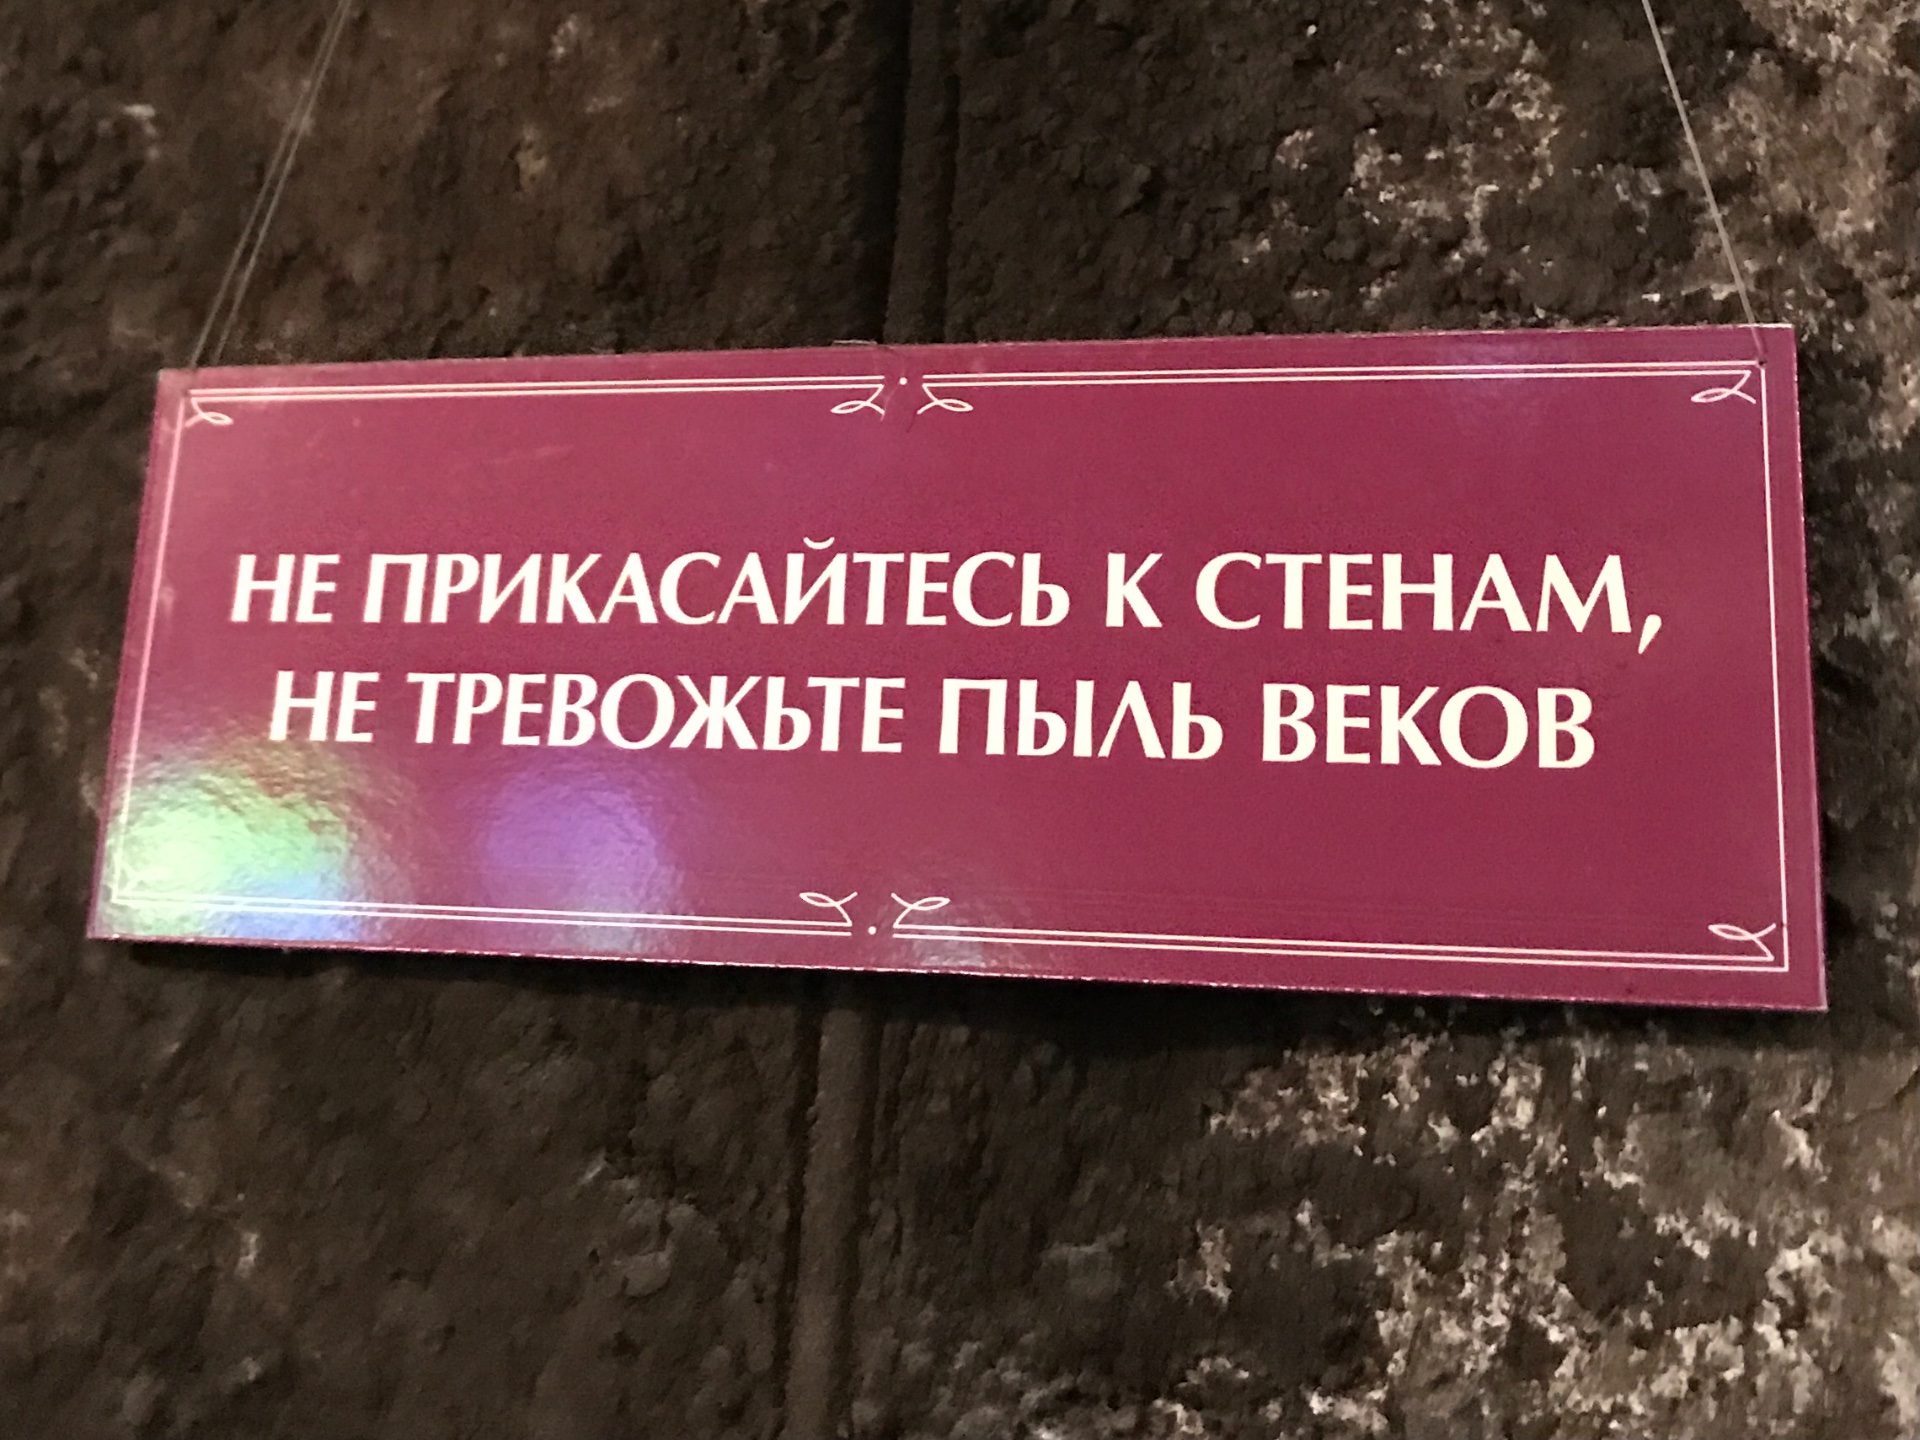 НЕ ПРИКАСАЙТЕСЬ К СТЕНАМ,
НЕ ТРЕВОЖЬТЕ ПЫЛЬ ВЕКОВ